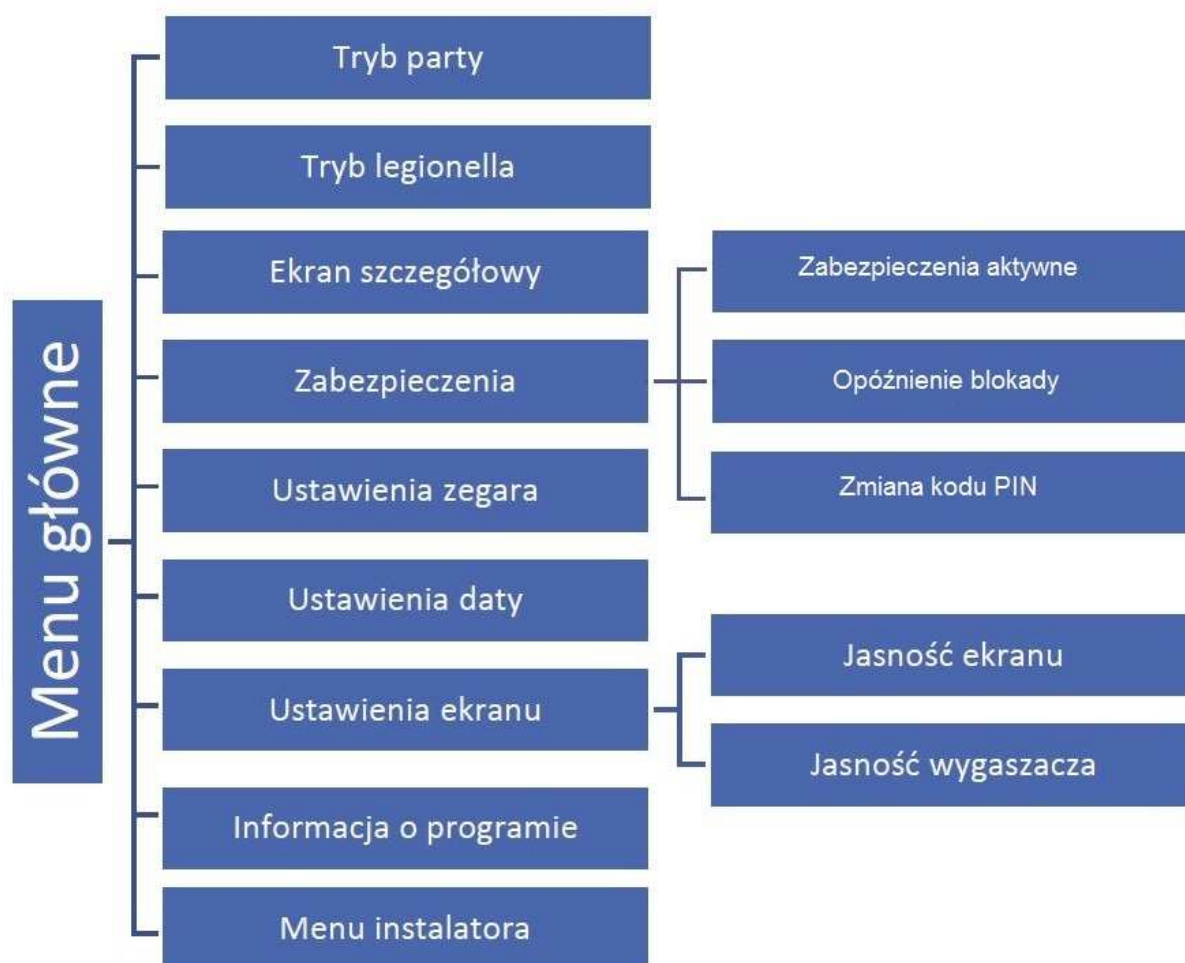 Menu główne
Tryb party
Tryb legionella
Ekran szczegółowy
Zabezpieczenia
Zabezpieczenia aktywne
Opóźnienie blokady
Zmiana kodu PIN
Ustawienia zegara
Ustawienia daty
Ustawienia ekranu
Jasność ekranu
Jasność wygaszacza
Informacja o programie
Menu instalatora